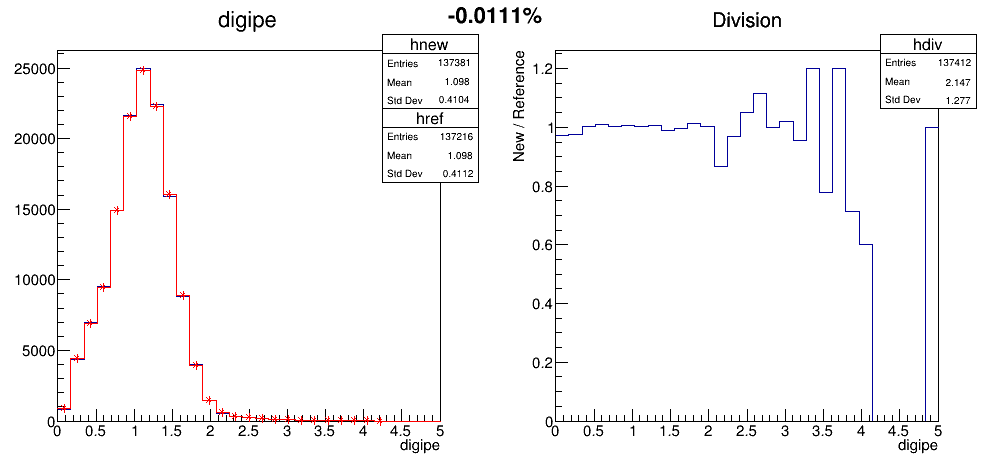 -0.0111%
digipe
hnew
Entries 137381
Mean 1.098
Std Dev 0.4104
href
Entries 137216
Mean 1.098
Std Dev 0.4112
25000
20000
15000
10000
5000
0
0 0.5 1 1.5 2 2.5 3 3.5 4 4.5 5
digipe
Division
hdiv
Entries 137412
Mean 2.147
Std Dev 1.277
New / Reference
1.2
1
0.8
0.6
0.4
0.2
0
0 0.5 1 1.5 2 2.5 3 3.5 4 4.5 5
digipe